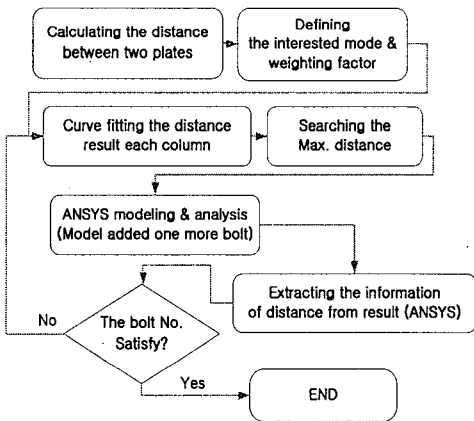 Calculating the distance
between two plates
Defining
the interested mode &
weighting factor
Curve fitting the distance
result each column
Searching the
Max. distance
ANSYS modeling & analysis
(Model added one more bolt)
Extracting the information
of distance from result (ANSYS)
The bolt No.
Satisfy?
No
Yes
END